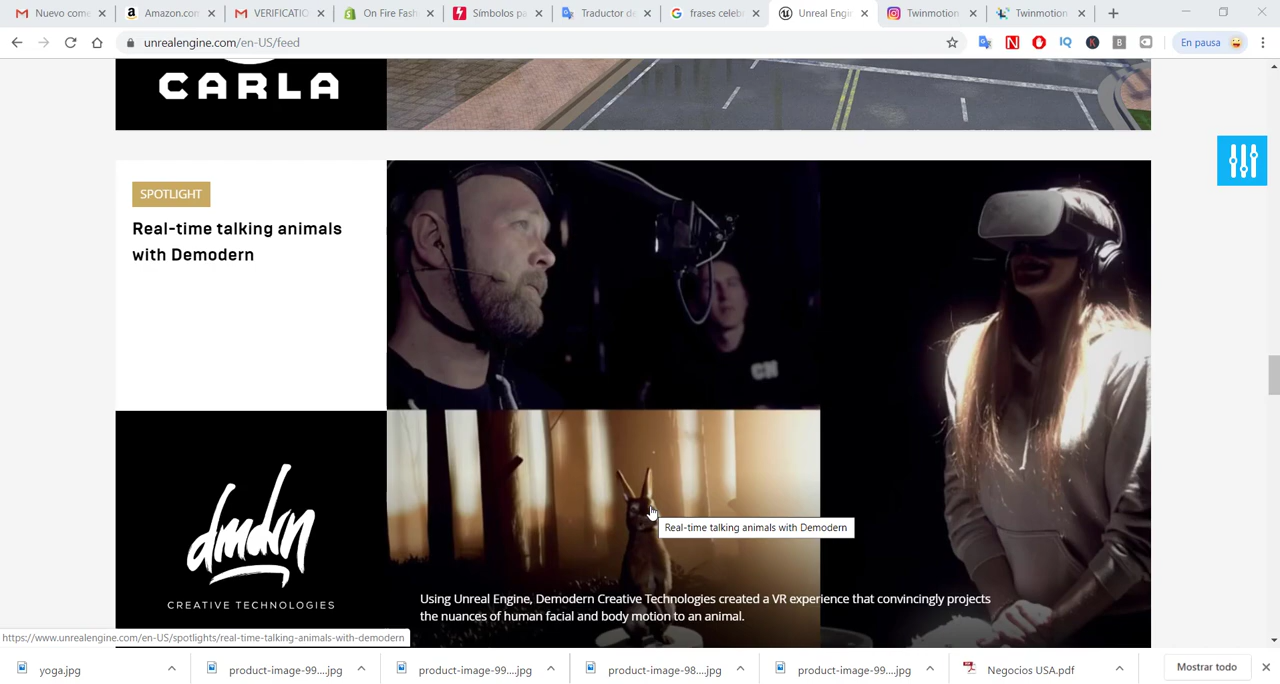 Nuevo come
Amazon.com
VERIFICATIO
On Fire Fash
Símbolos pa
Traductor de
frases celeb
Unreal Engin
Twinmotion
Twinmotion
unrealengine.com/en-US/feed
En pausa
CARLA
SPOTLIGHT
Real-time talking animals
with Demodern
dmdrn
CREATIVE TECHNOLOGIES
Real-time talking animals with Demodern
Using Unreal Engine, Demodern Creative Technologies created a VR experience that convincingly projects
the nuances of human facial and body motion to an animal.
https://www.unrealengine.com/en-US/spotlights/real-time-talking-animals-with-demodern
yoga.jpg
product-image-99....jpg
product-image-99....jpg
product-image-98....jpg
product-image-99....jpg
Negocios USA.pdf
Mostrar todo